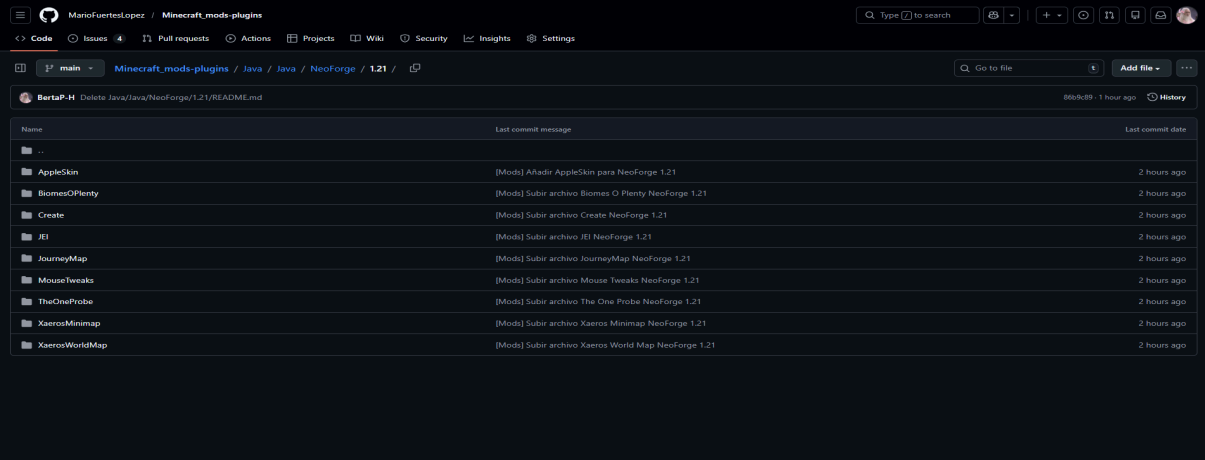 MarioFuertesLopez / Minecraft_mods-plugins
Type / to search
Code Issues 4 Pull requests Actions Projects Wiki Security Insights Settings
main Minecraft_mods-plugins / Java / Java / NeoForge / 1.21 / Go to file t Add file
BertaP-H Delete Java/Java/NeoForge/1.21/README.md 86b9c89 · 1 hour ago History
Name Last commit message Last commit date
..
AppleSkin [Mods] Añadir AppleSkin para NeoForge 1.21 2 hours ago
BiomesOPlenty [Mods] Subir archivo Biomes O Plenty NeoForge 1.21 2 hours ago
Create [Mods] Subir archivo Create NeoForge 1.21 2 hours ago
JEI [Mods] Subir archivo JEI NeoForge 1.21 2 hours ago
JourneyMap [Mods] Subir archivo JourneyMap NeoForge 1.21 2 hours ago
MouseTweaks [Mods] Subir archivo Mouse Tweaks NeoForge 1.21 2 hours ago
TheOneProbe [Mods] Subir archivo The One Probe NeoForge 1.21 2 hours ago
XaerosMinimap [Mods] Subir archivo Xaeros Minimap NeoForge 1.21 2 hours ago
XaerosWorldMap [Mods] Subir archivo Xaeros World Map NeoForge 1.21 2 hours ago